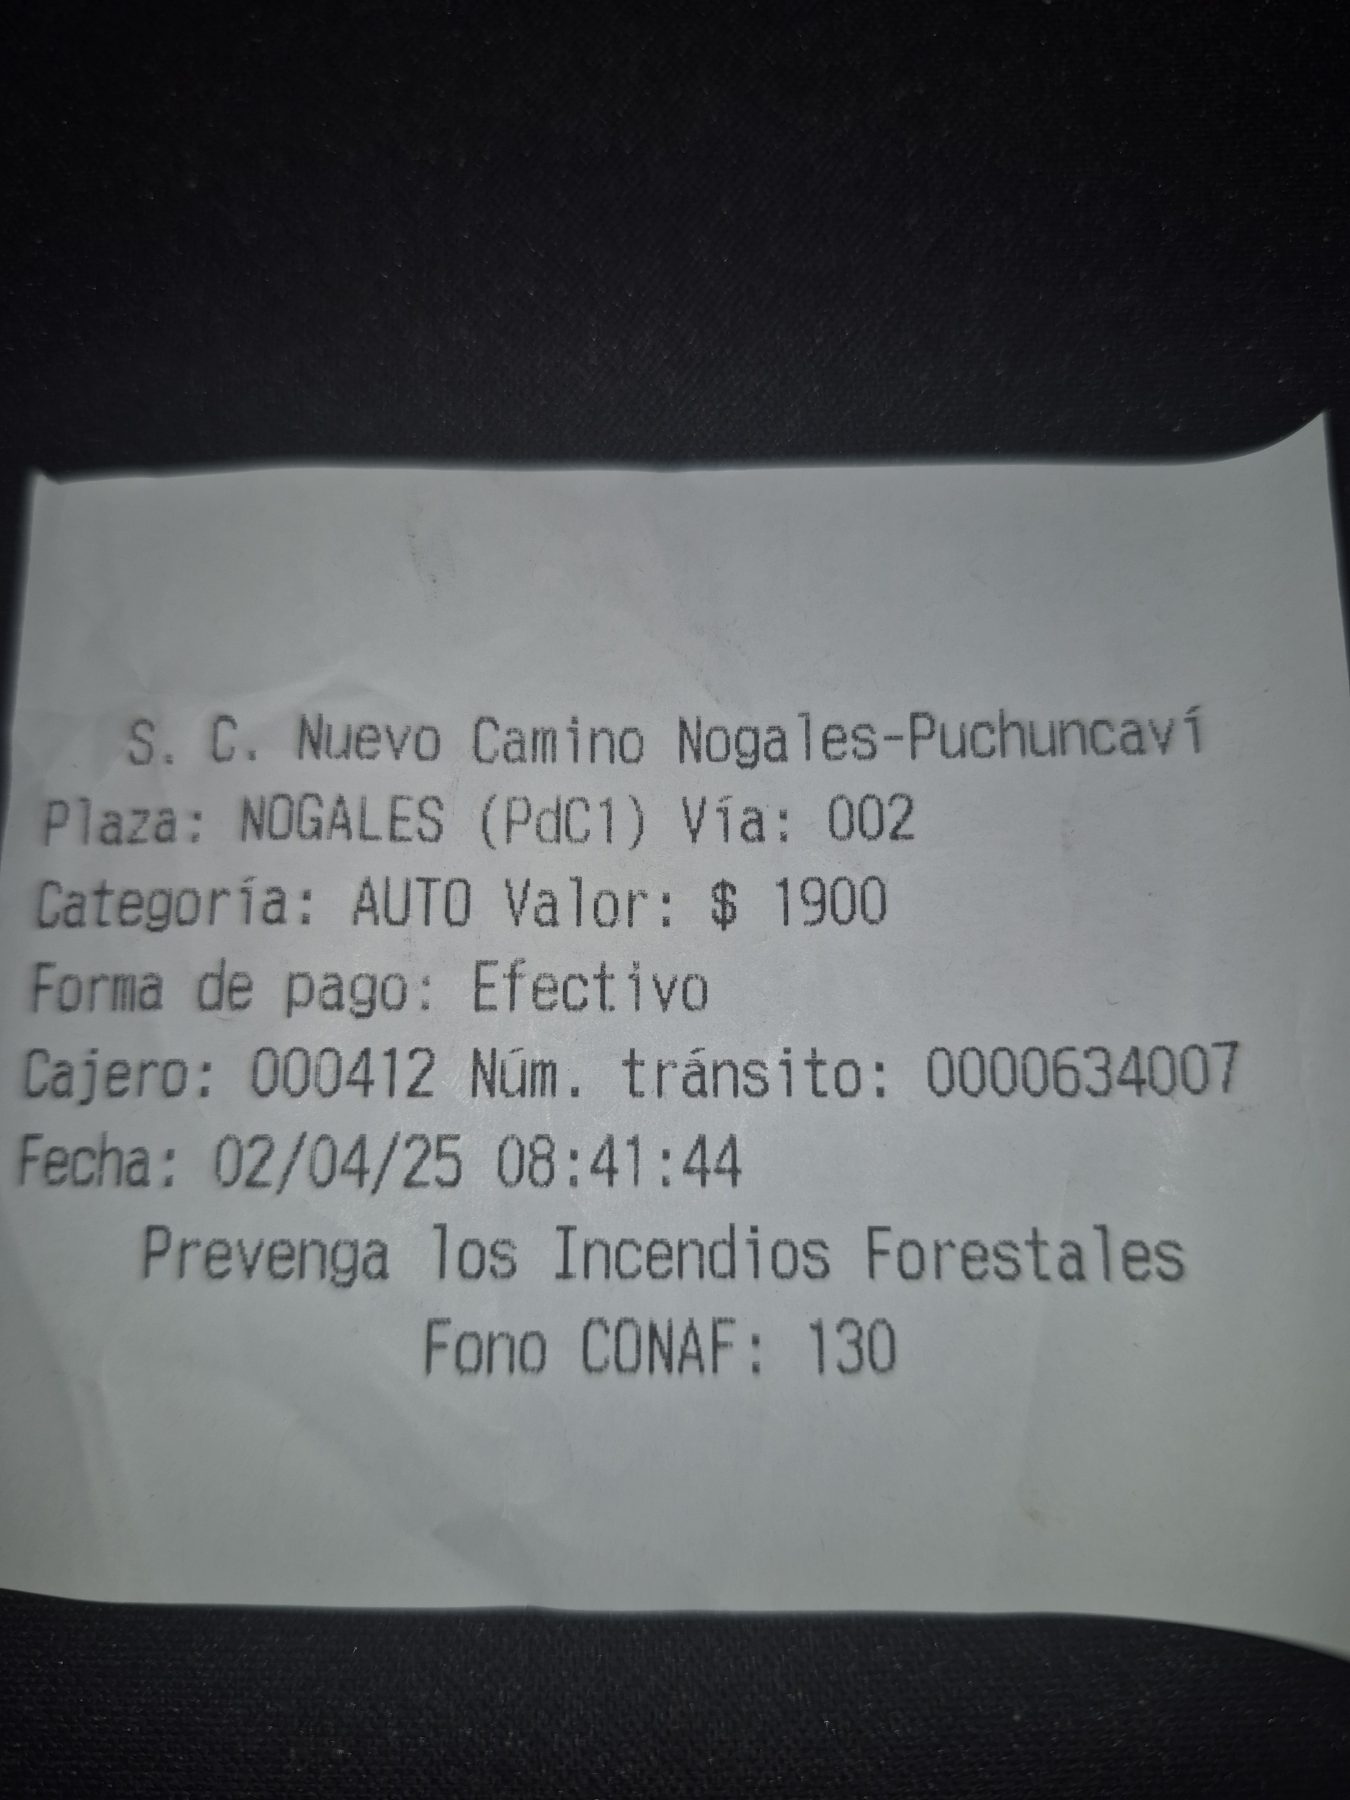 S. C. Nuevo Camino Nogales-Puchuncaví
Plaza: NOGALES (PdC1) Vía: 002
Categoría: AUTO Valor: $ 1900
Forma de pago: Efectivo
Cajero: 000412 Núm. tránsito: 0000634007
Fecha: 02/04/25 08:41:44
Prevenga los Incendios Forestales
Fono CONAF: 130